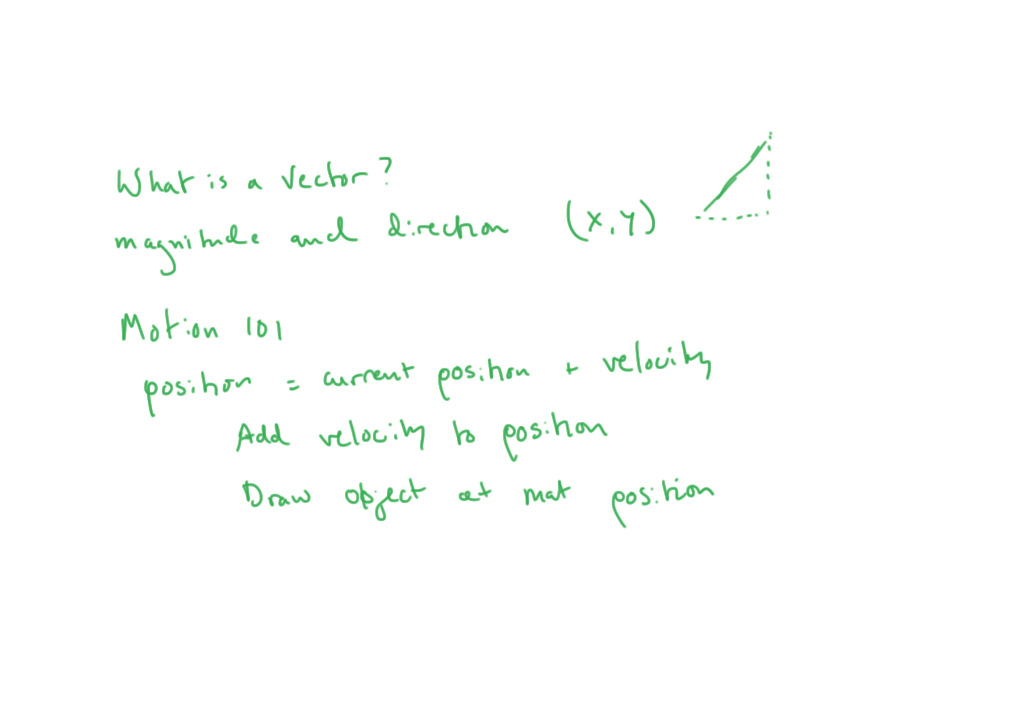 What is a vector?
magnitude and direction (x,y)
Motion 101
position = current position + velocity
Add velocity to position
Draw object at that position